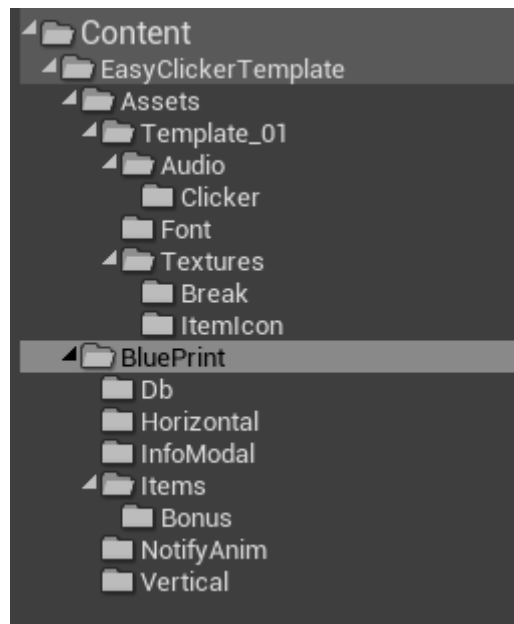 Content
EasyClickerTemplate
Assets
Template_01
Audio
Clicker
Font
Textures
Break
ItemIcon
BluePrint
Db
Horizontal
InfoModal
Items
Bonus
NotifyAnim
Vertical